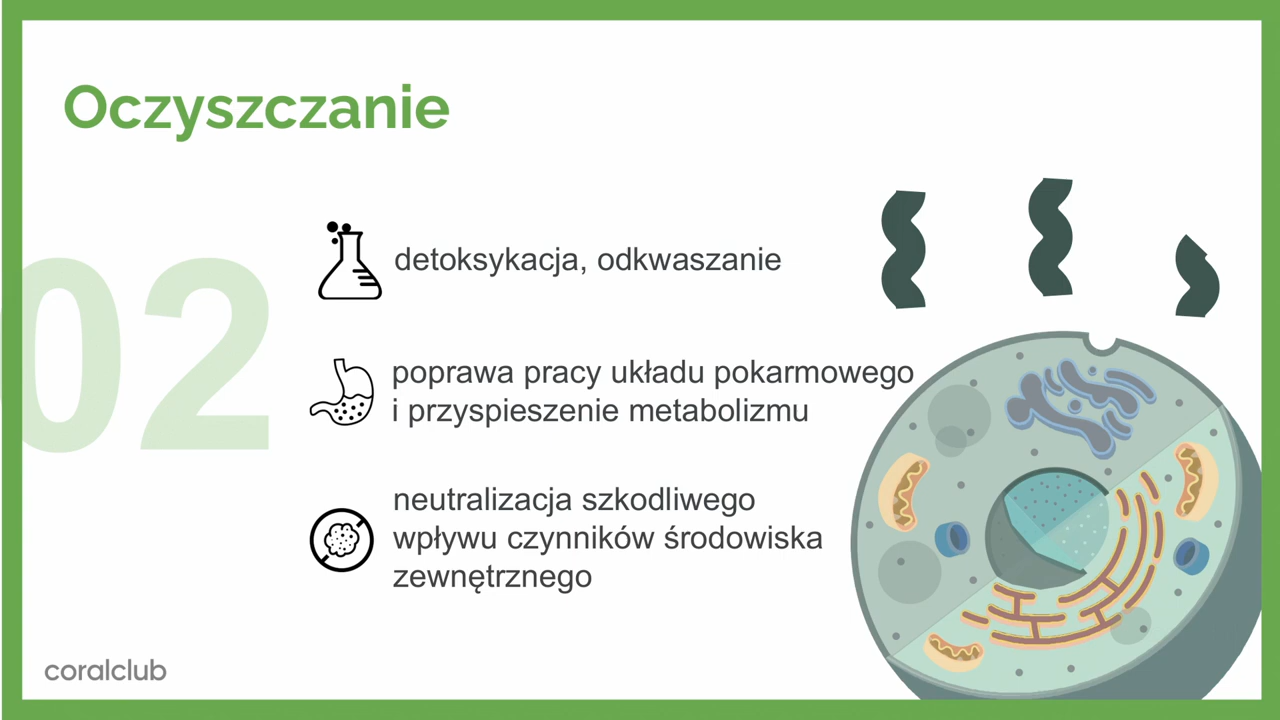 Oczyszczanie
02
detoksykacja, odkwaszanie
poprawa pracy układu pokarmowego
i przyspieszenie metabolizmu
neutralizacja szkodliwego
wpływu czynników środowiska
zewnętrznego
coralclub